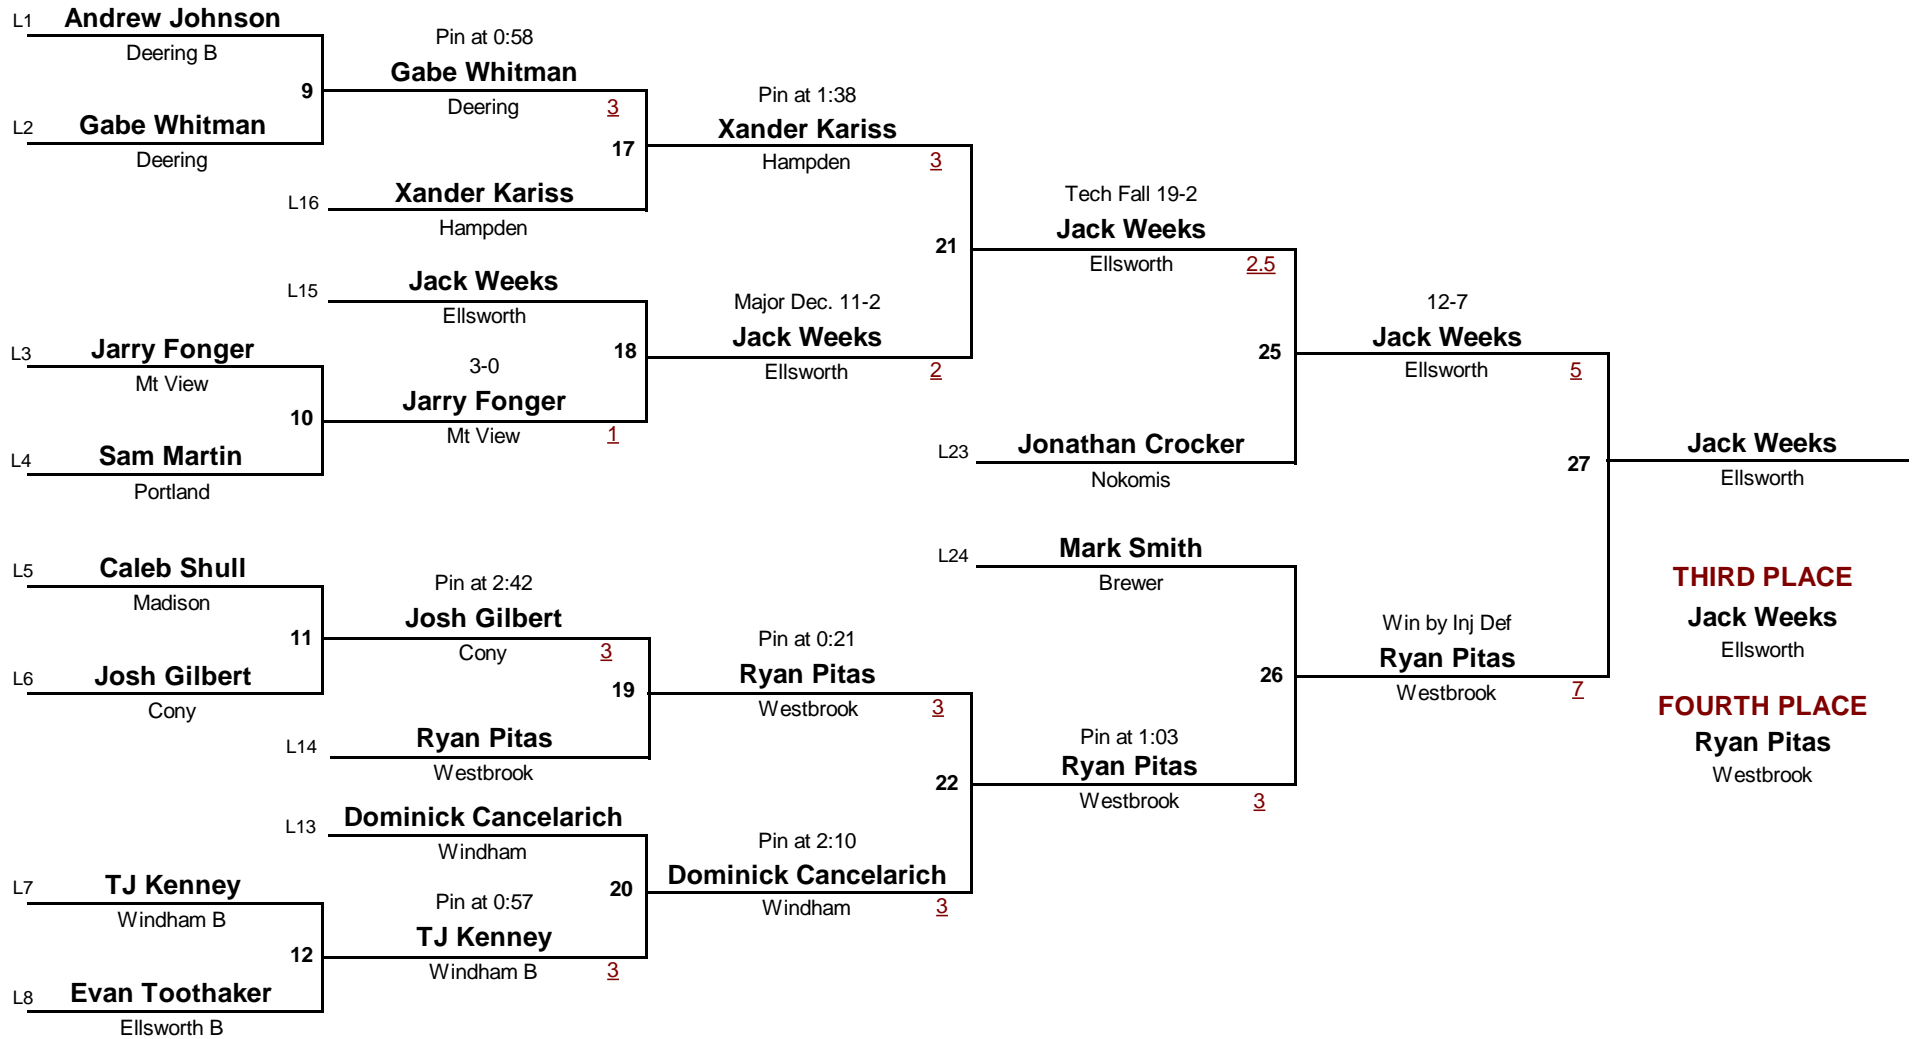 L1 Andrew Johnson
Deering B
9
L2 Gabe Whitman
Deering
Pin at 0:58
Gabe Whitman
Deering 3
17
L16 Xander Kariss
Hampden
Pin at 1:38
Xander Kariss
Hampden 3
L15 Jack Weeks
Ellsworth
18
L3 Jarry Fonger
Mt View
10
L4 Sam Martin
Portland
3-0
Jarry Fonger
Mt View 1
Major Dec. 11-2
Jack Weeks
Ellsworth 2
21
Tech Fall 19-2
Jack Weeks
Ellsworth 2.5
25
L23 Jonathan Crocker
Nokomis
12-7
Jack Weeks
Ellsworth 5
27
Jack Weeks
Ellsworth
L5 Caleb Shull
Madison
11
L6 Josh Gilbert
Cony
Pin at 2:42
Josh Gilbert
Cony 3
19
L14 Ryan Pitas
Westbrook
Pin at 0:21
Ryan Pitas
Westbrook 3
L13 Dominick Cancelarich
Windham
20
L7 TJ Kenney
Windham B
12
L8 Evan Toothaker
Ellsworth B
Pin at 0:57
TJ Kenney
Windham B 3
Pin at 2:10
Dominick Cancelarich
Windham 3
22
Pin at 1:03
Ryan Pitas
Westbrook 3
L24 Mark Smith
Brewer
26
Win by Inj Def
Ryan Pitas
Westbrook 7
THIRD PLACE
Jack Weeks
Ellsworth
FOURTH PLACE
Ryan Pitas
Westbrook